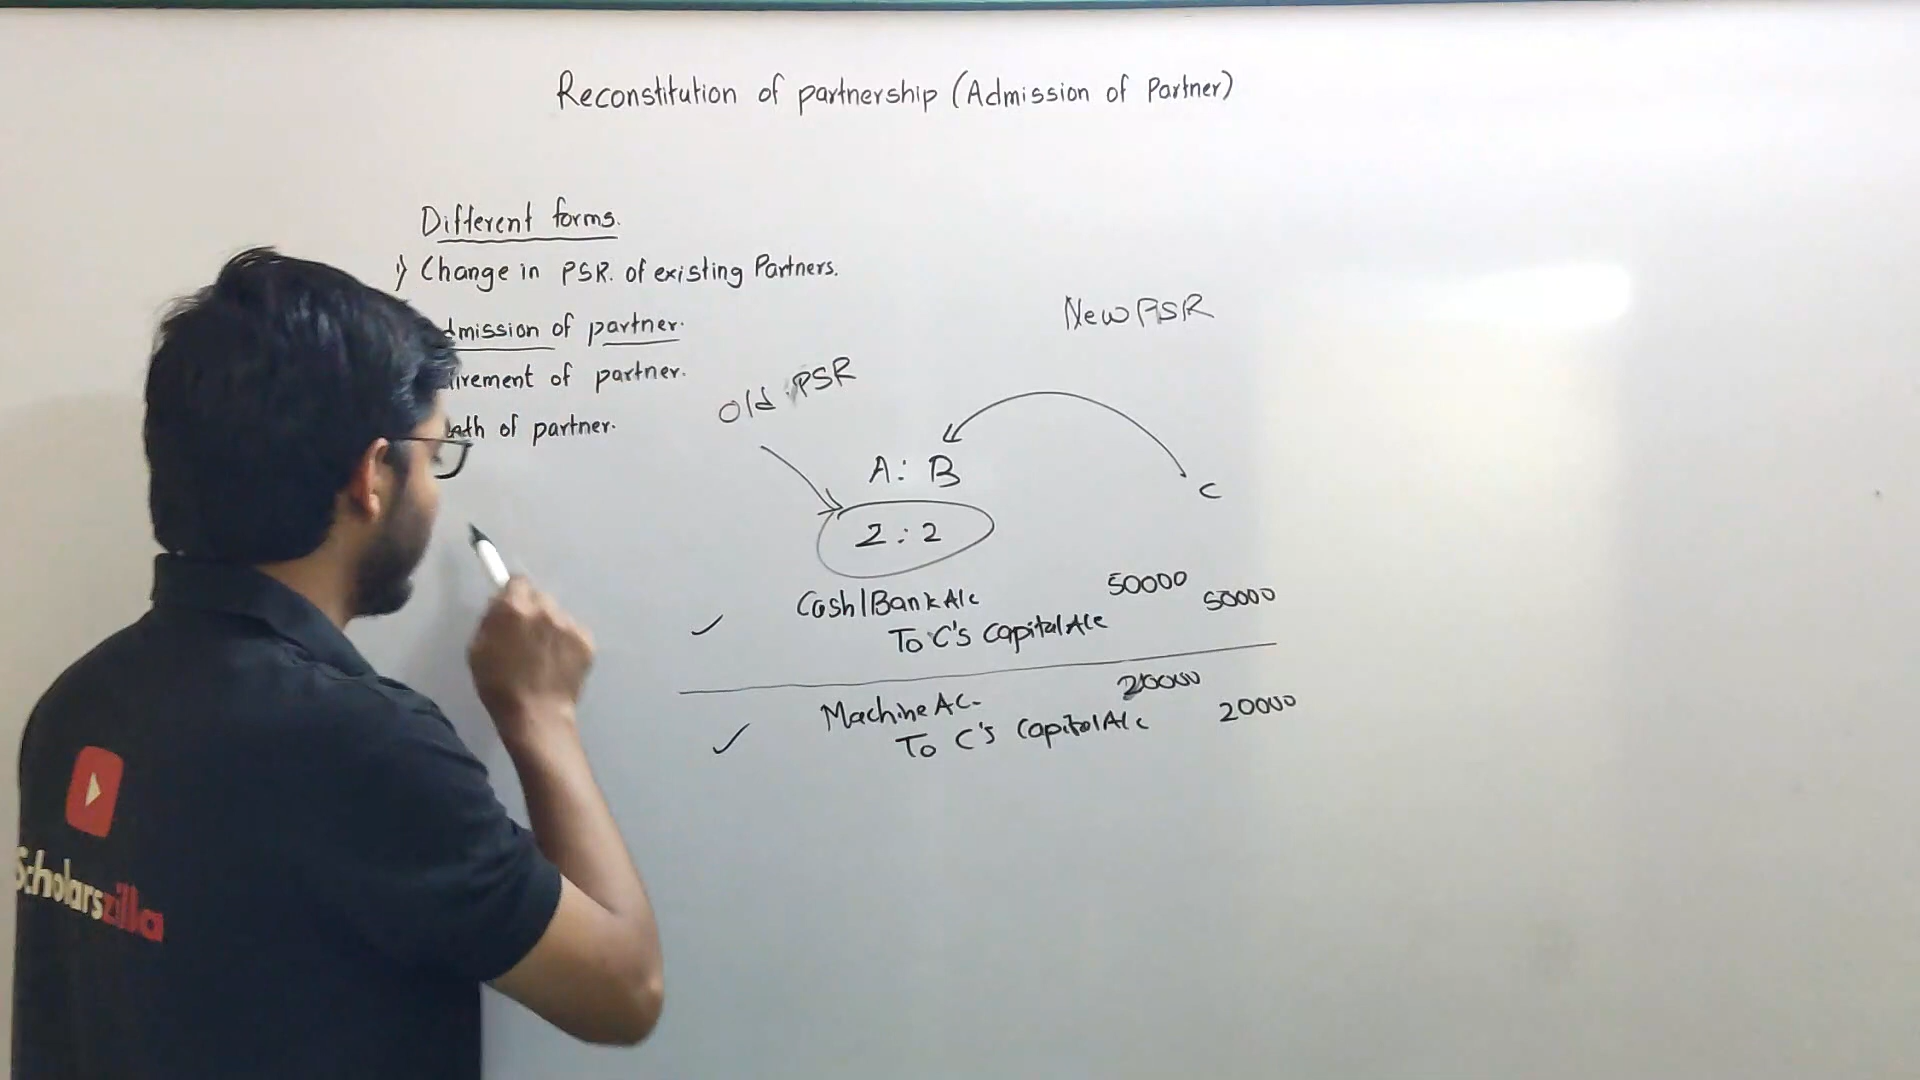 Reconstitution of partnership (Admission of Partner)
Different forms.
1) Change in PSR. of existing Partners.
dmission of partner.
irement of partner.
ath of partner.
New PSR
Old PSR
A: B
C
2:2
Cash/Bank A/c 50000
To C's Capital A/c 50000
Machine AC- 20000
To C's Capital A/c 20000
Scholarszilla